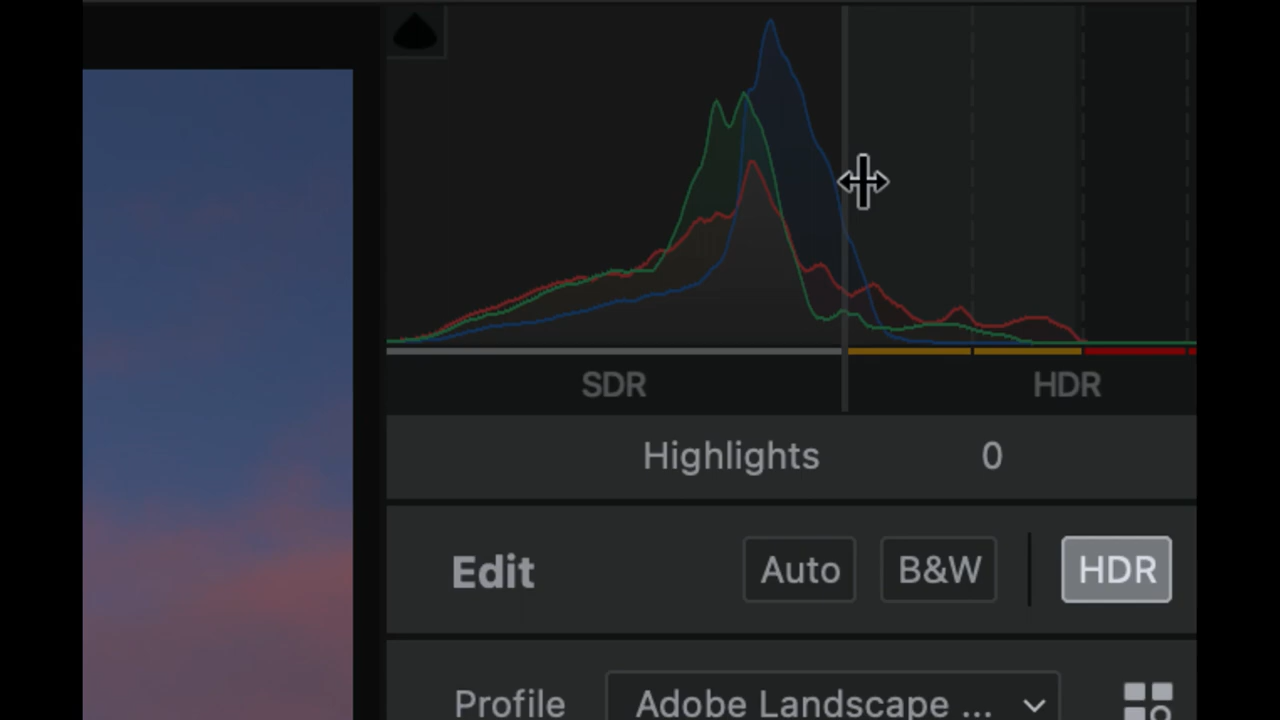 SDR HDR
Highlights 0
Edit Auto B&W HDR
Profile Adobe Landscape ...